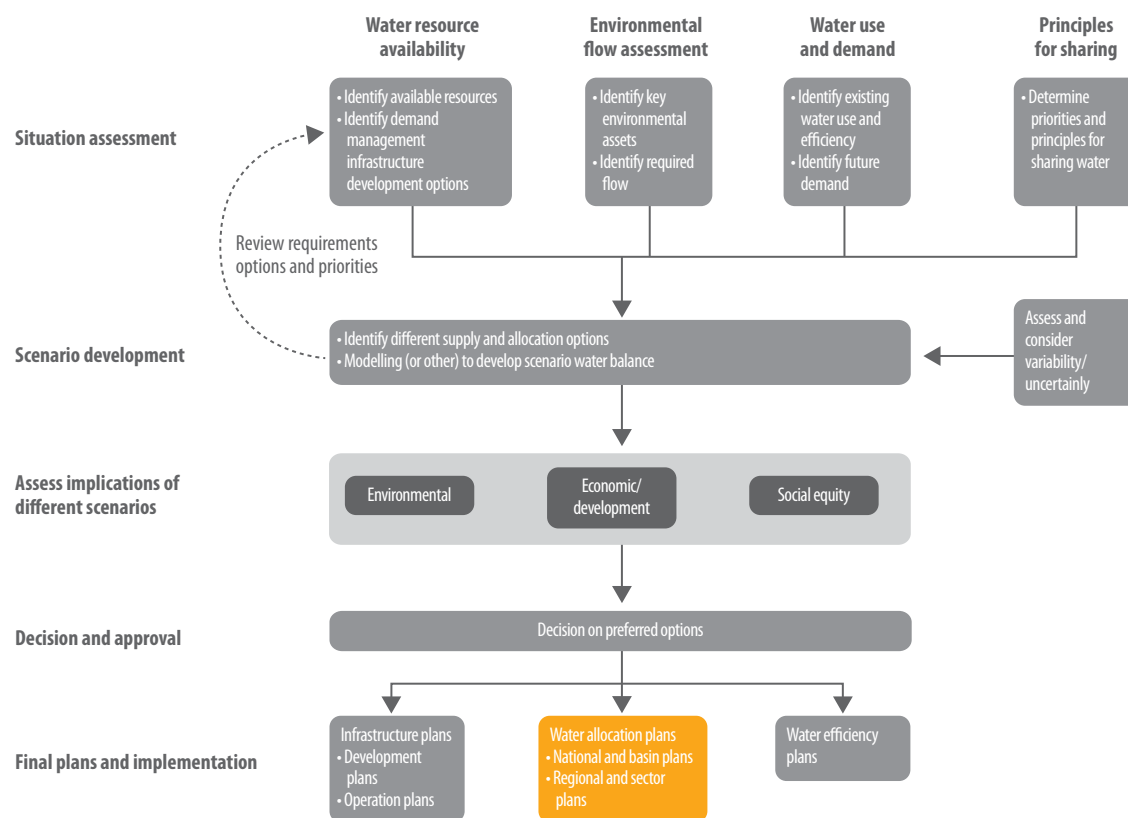 Water resource
availability
Environmental
flow assessment
Water use
and demand
Principles
for sharing
Situation assessment
• Identify available resources
• Identify demand
management
infrastructure
development options
• Identify key
environmental
assets
• Identify required
flow
• Identify existing
water use and
efficiency
• Identify future
demand
• Determine
priorities and
principles for
sharing water
Review requirements
options and priorities
Scenario development
• Identify different supply and allocation options
• Modelling (or other) to develop scenario water balance
Assess and
consider
variability/
uncertainly
Assess implications of
different scenarios
Environmental
Economic/
development
Social equity
Decision and approval
Decision on preferred options
Final plans and implementation
Infrastructure plans
• Development
plans
• Operation plans
Water allocation plans
• National and basin plans
• Regional and sector
plans
Water efficiency
plans